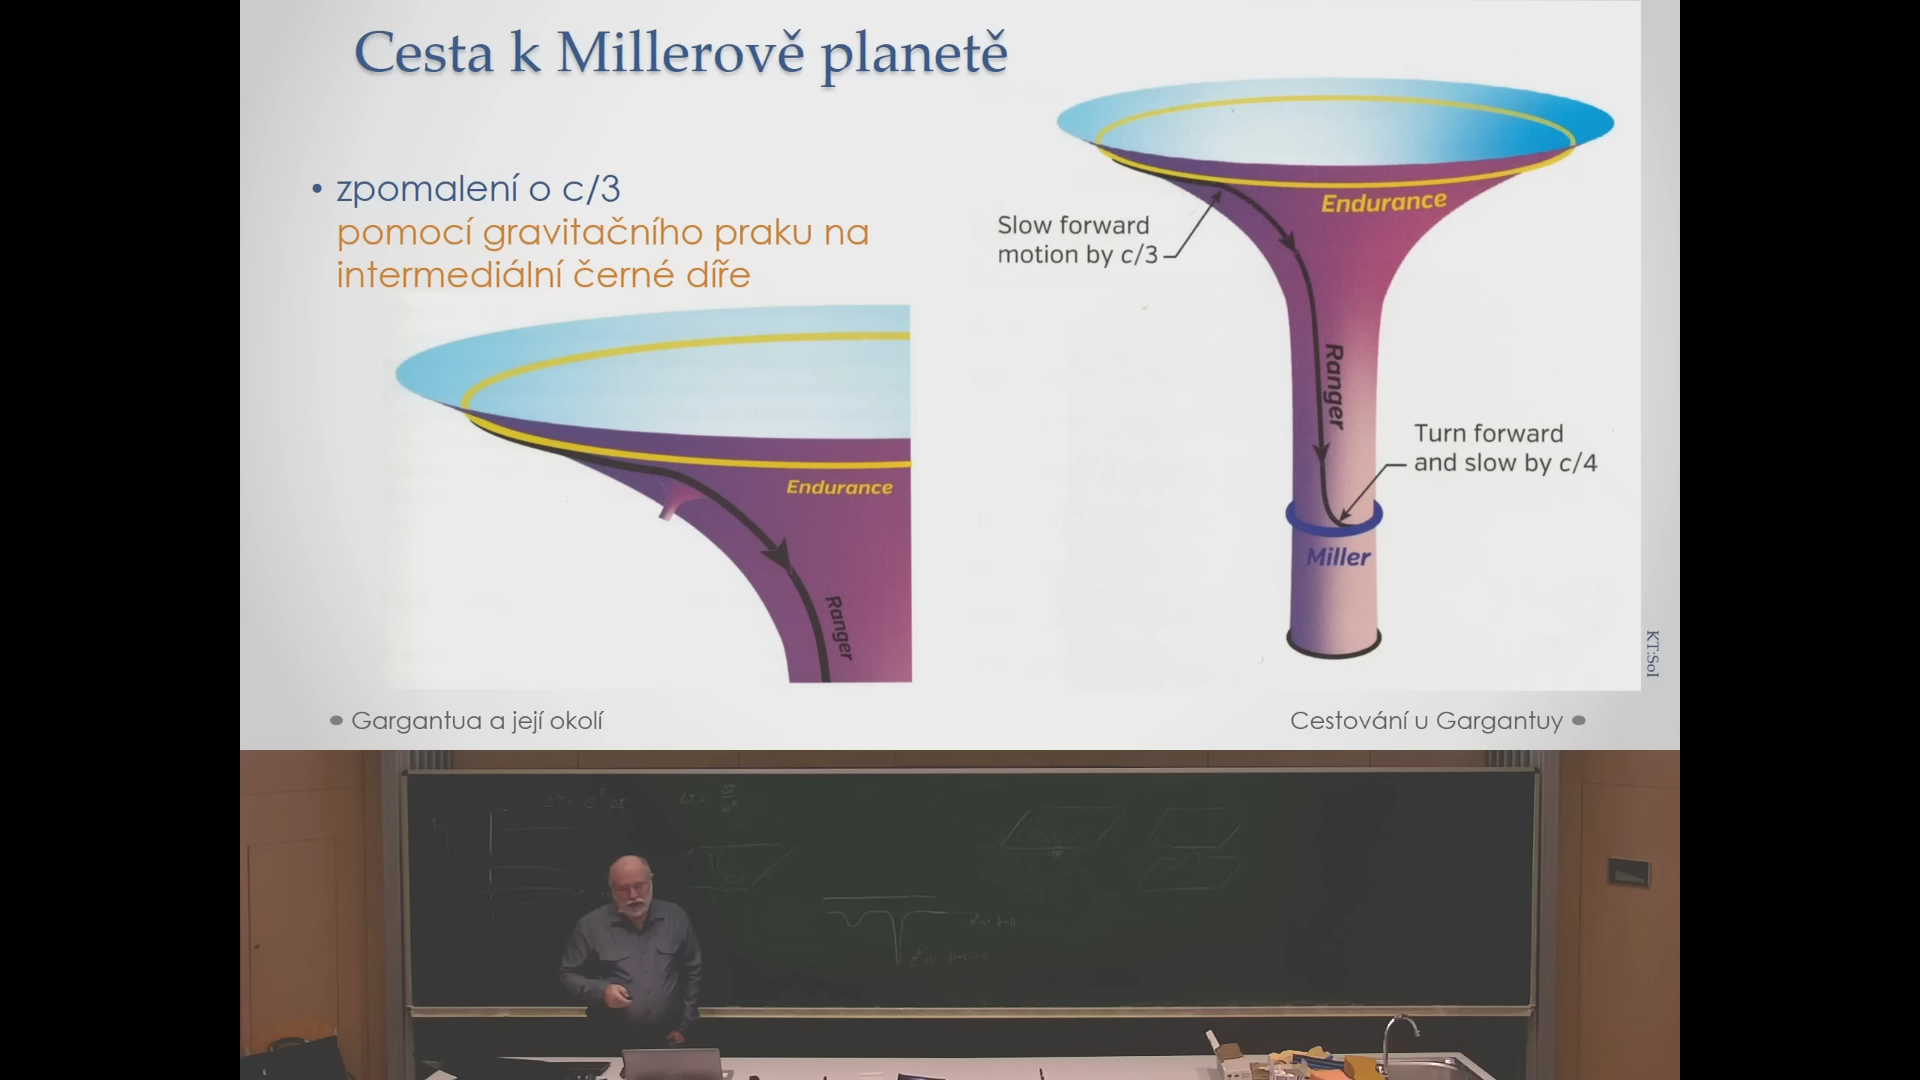 Cesta k Millerově planetě
• zpomalení o c/3
pomocí gravitačního praku na
intermediální černé díře
Endurance
Ranger
Endurance
Slow forward
motion by c/3
Ranger
Turn forward
and slow by c/4
Miller
KT:SoI
• Gargantua a její okolí
Cestování u Gargantuy •